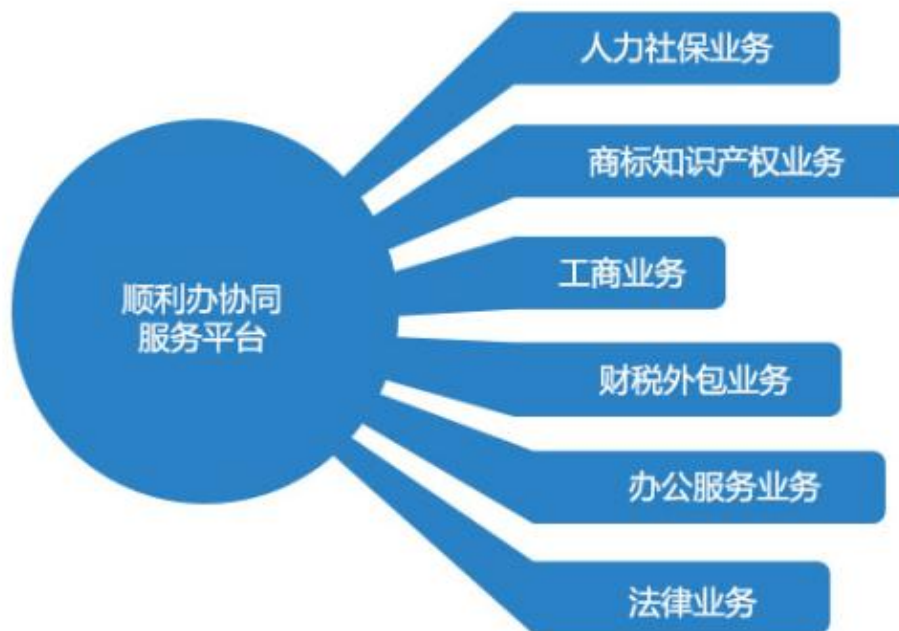 人力社保业务
商标知识产权业务
工商业务
顺利办协同
服务平台
财税外包业务
办公服务业务
法律业务